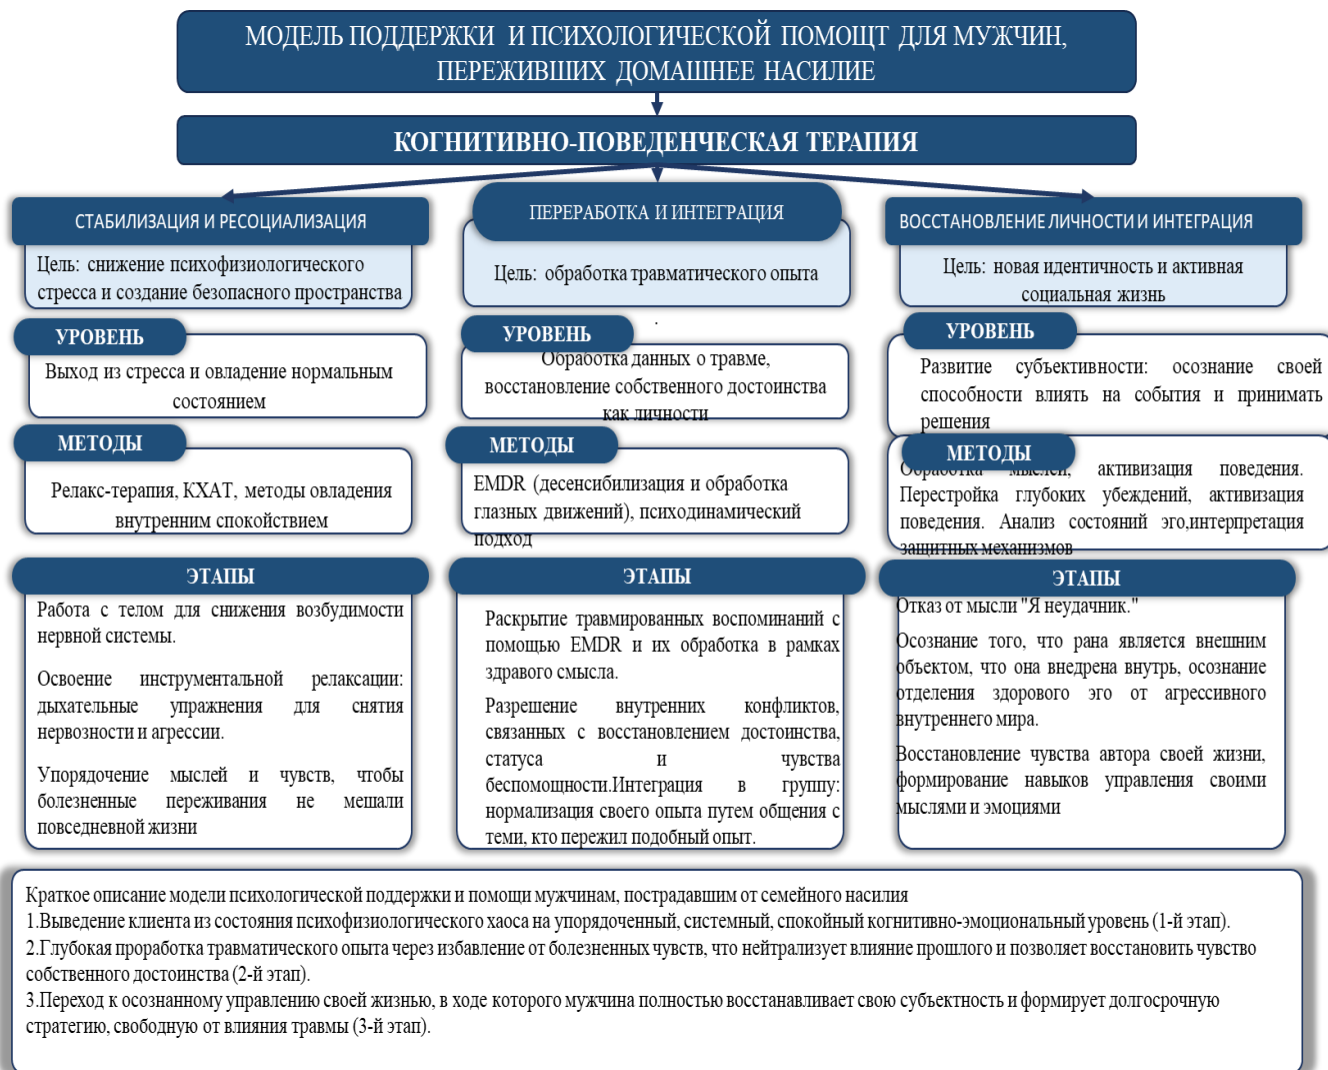 МОДЕЛЬ ПОДДЕРЖКИ И ПСИХОЛОГИЧЕСКОЙ ПОМОЩТ ДЛЯ МУЖЧИН,
ПЕРЕЖИВШИХ ДОМАШНЕЕ НАСИЛИЕ
КОГНИТИВНО-ПОВЕДЕНЧЕСКАЯ ТЕРАПИЯ
СТАБИЛИЗАЦИЯ И РЕСОЦИАЛИЗАЦИЯ
Цель: снижение психофизиологического
стресса и создание безопасного пространства
УРОВЕНЬ
Выход из стресса и овладение нормальным
состоянием
МЕТОДЫ
Релакс-терапия, КХАТ, методы овладения
внутренним спокойствием
ЭТАПЫ
Работа с телом для снижения возбудимости
нервной системы.
Освоение инструментальной релаксации:
дыхательные упражнения для снятия
нервозности и агрессии.
Упорядочение мыслей и чувств, чтобы
болезненные переживания не мешали
повседневной жизни
ПЕРЕРАБОТКА И ИНТЕГРАЦИЯ
Цель: обработка травматического опыта
.
УРОВЕНЬ
Обработка данных о травме,
восстановление собственного достоинства
как личности
МЕТОДЫ
EMDR (десенсибилизация и обработка
глазных движений), психодинамический
подход
ЭТАПЫ
Раскрытие травмированных воспоминаний с
помощью EMDR и их обработка в рамках
здравого смысла.
Разрешение внутренних конфликтов,
связанных с восстановлением достоинства,
статуса и чувства
беспомощности.Интеграция в группу:
нормализация своего опыта путем общения с
теми, кто пережил подобный опыт.
ВОССТАНОВЛЕНИЕ ЛИЧНОСТИ И ИНТЕГРАЦИЯ
Цель: новая идентичность и активная
социальная жизнь
УРОВЕНЬ
Развитие субъективности: осознание своей
способности влиять на события и принимать
решения
МЕТОДЫ
Обработка мыслей, активизация поведения.
Перестройка глубоких убеждений, активизация
поведения. Анализ состояний эго,интерпретация
защитных механизмов
ЭТАПЫ
Отказ от мысли "Я неудачник."
Осознание того, что рана является внешним
объектом, что она внедрена внутрь, осознание
отделения здорового эго от агрессивного
внутреннего мира.
Восстановление чувства автора своей жизни,
формирование навыков управления своими
мыслями и эмоциями
Краткое описание модели психологической поддержки и помощи мужчинам, пострадавшим от семейного насилия
1.Выведение клиента из состояния психофизиологического хаоса на упорядоченный, системный, спокойный когнитивно-эмоциональный уровень (1-й этап).
2.Глубокая проработка травматического опыта через избавление от болезненных чувств, что нейтрализует влияние прошлого и позволяет восстановить чувство
собственного достоинства (2-й этап).
3.Переход к осознанному управлению своей жизнью, в ходе которого мужчина полностью восстанавливает свою субъектность и формирует долгосрочную
стратегию, свободную от влияния травмы (3-й этап).